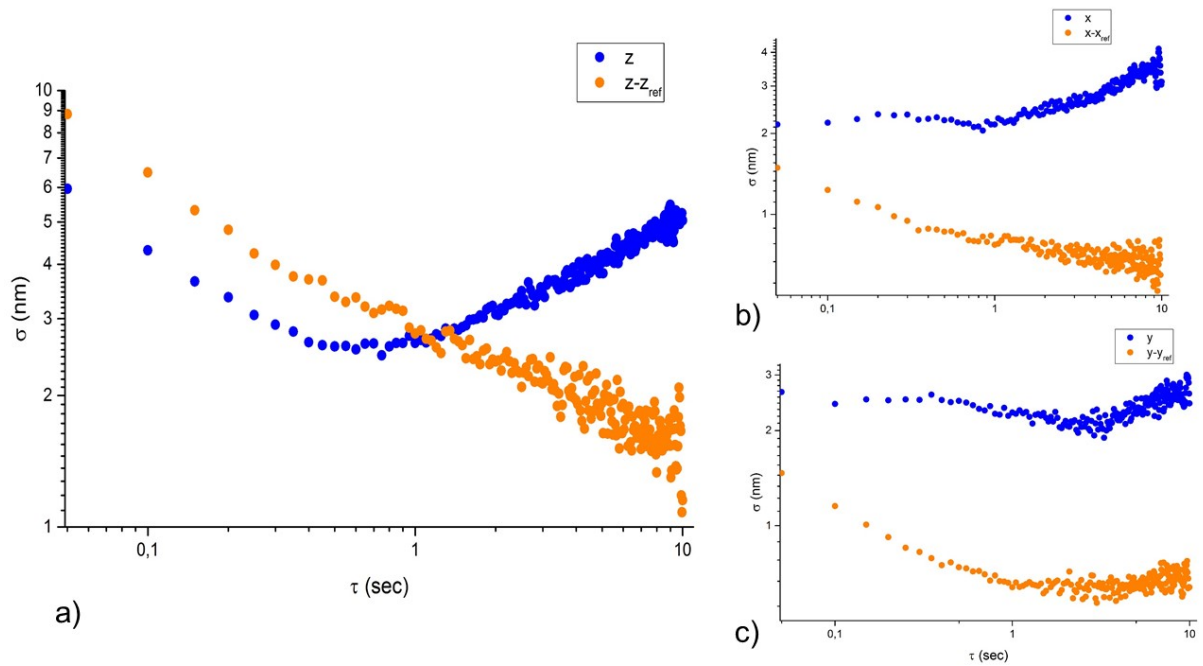 z
z-zref
10
9
8
7
6
5
4
3
2
1
σ (nm)
0,1
1
10
τ (sec)
a)
x
x-xref
4
3
2
1
σ (nm)
0,1
1
10
b)
y
y-yref
3
2
1
σ (nm)
0,1
1
10
τ (sec)
c)